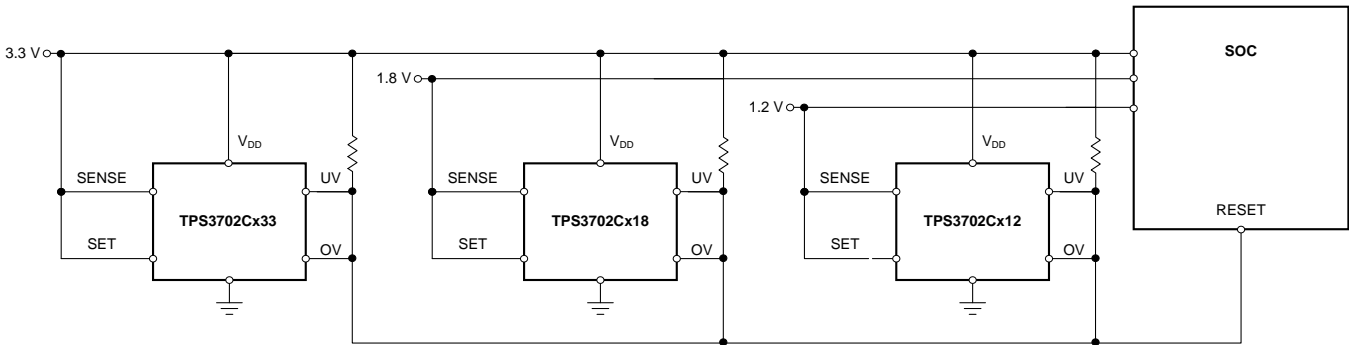 SOC
3.3 V
1.8 V
1.2 V
VDD
VDD
VDD
SENSE
UV
SENSE
UV
SENSE
UV
TPS3702Cx33
TPS3702Cx18
TPS3702Cx12
RESET
SET
OV
SET
OV
SET
OV